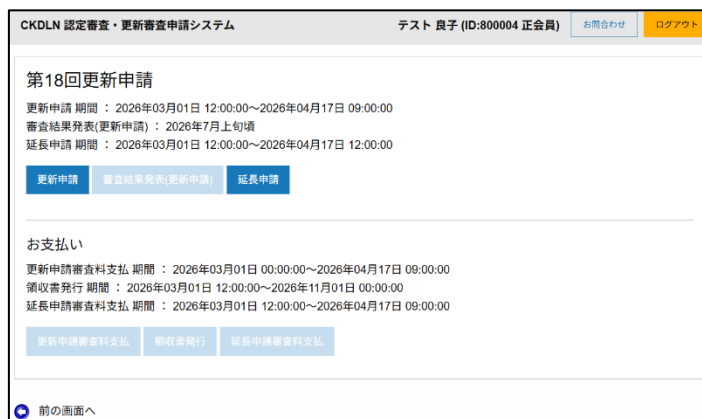 CKDLN 認定審査・更新審査申請システム
テスト 良子 (ID:800004 正会員)
お問合わせ
ログアウト
第18回更新申請
更新申請 期間 ： 2026年03月01日 12:00:00～2026年04月17日 09:00:00
審査結果発表(更新申請) ： 2026年7月上旬頃
延長申請 期間 ： 2026年03月01日 12:00:00～2026年04月17日 12:00:00
更新申請
審査結果発表(更新申請)
延長申請
お支払い
更新申請審査料支払 期間 ： 2026年03月01日 00:00:00～2026年04月17日 09:00:00
領収書発行 期間 ： 2026年03月01日 12:00:00～2026年11月01日 00:00:00
延長申請審査料支払 期間 ： 2026年03月01日 12:00:00～2026年04月17日 09:00:00
更新申請審査料支払
領収書発行
延長申請審査料支払
前の画面へ